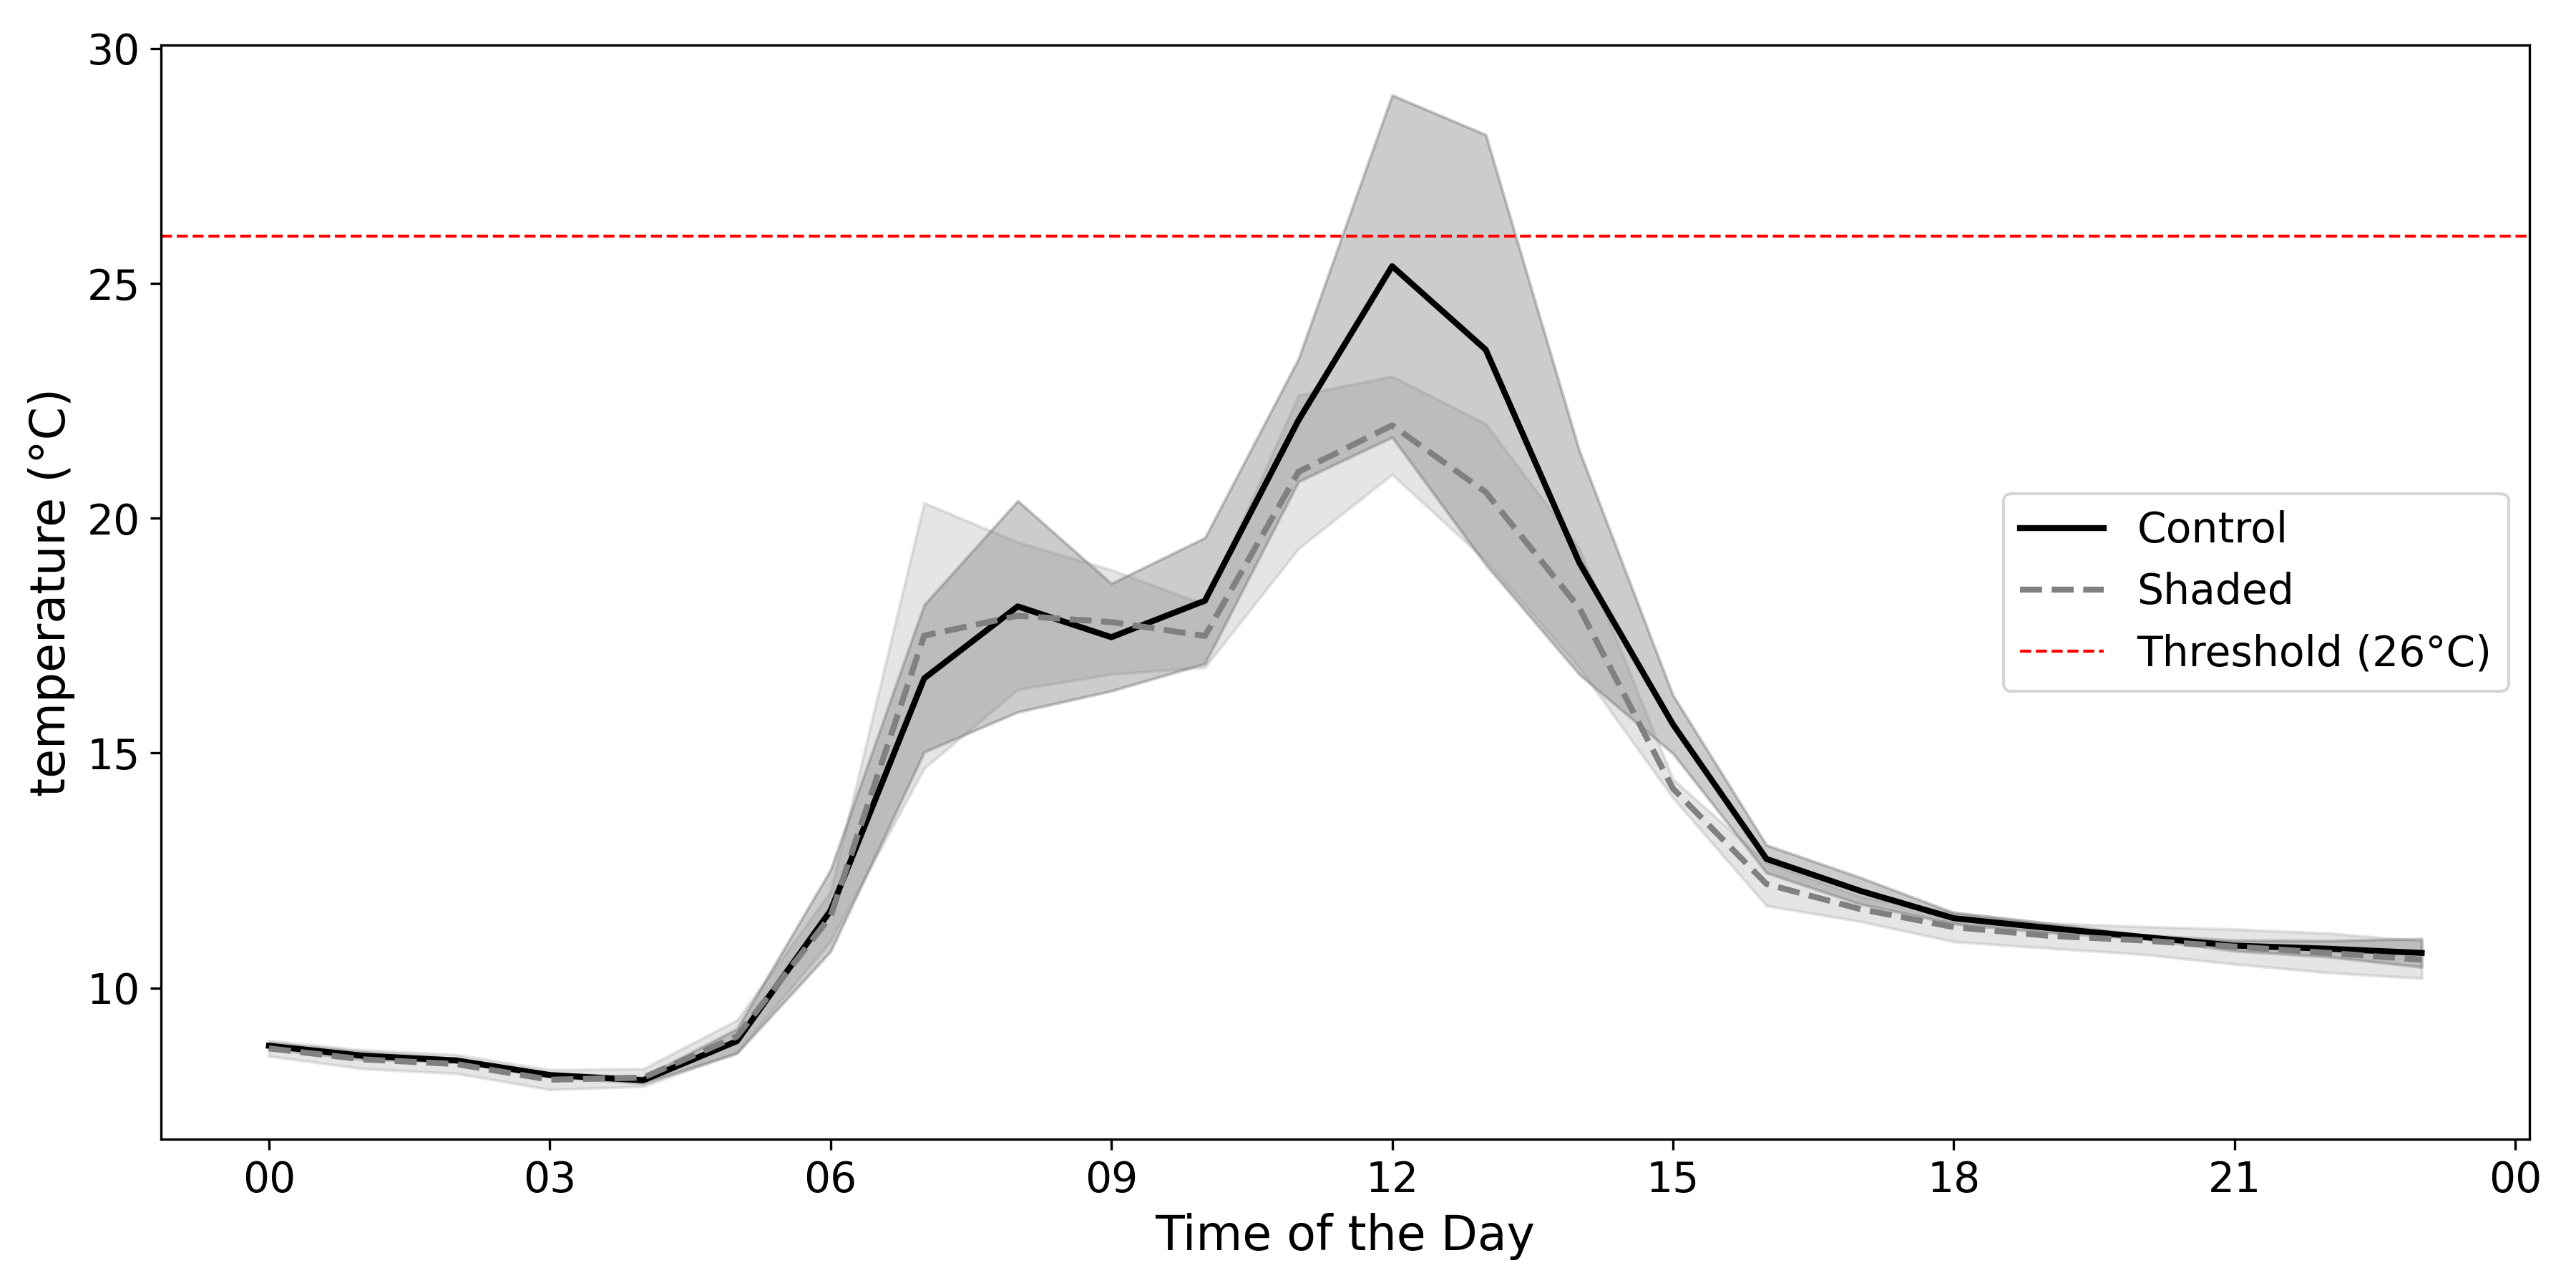 30
25
20
15
10
temperature (°C)
Control
Shaded
Threshold (26°C)
00 03 06 09 12 15 18 21 00
Time of the Day